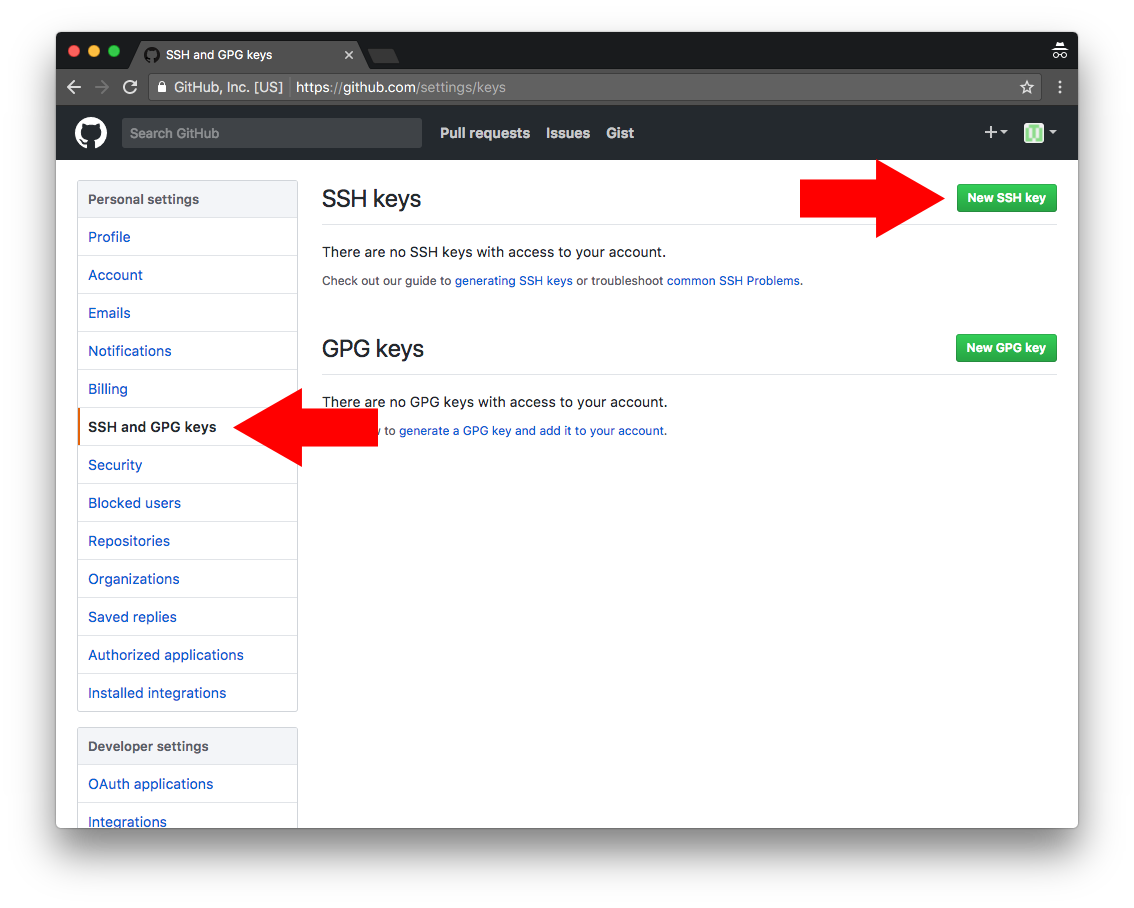 SSH and GPG keys
GitHub, Inc. [US] https://github.com/settings/keys
Search GitHub
Pull requests Issues Gist
Personal settings
Profile
Account
Emails
Notifications
Billing
SSH and GPG keys
Security
Blocked users
Repositories
Organizations
Saved replies
Authorized applications
Installed integrations
Developer settings
OAuth applications
Integrations
SSH keys
New SSH key
There are no SSH keys with access to your account.
Check out our guide to generating SSH keys or troubleshoot common SSH Problems.
GPG keys
New GPG key
There are no GPG keys with access to your account.
to generate a GPG key and add it to your account.